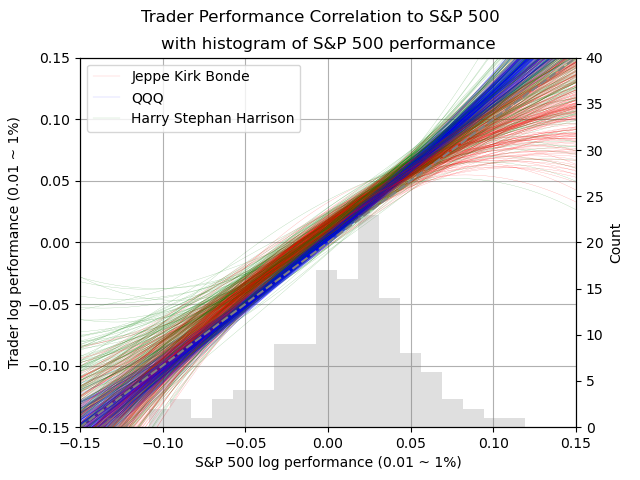 Trader Performance Correlation to S&P 500
with histogram of S&P 500 performance
Jeppe Kirk Bonde
QQQ
Harry Stephan Harrison
Trader log performance (0.01 ~ 1%)
0.15
0.10
0.05
0.00
−0.05
−0.10
−0.15
40
35
30
25
20
15
10
5
0
Count
−0.15
−0.10
−0.05
0.00
0.05
0.10
0.15
S&P 500 log performance (0.01 ~ 1%)